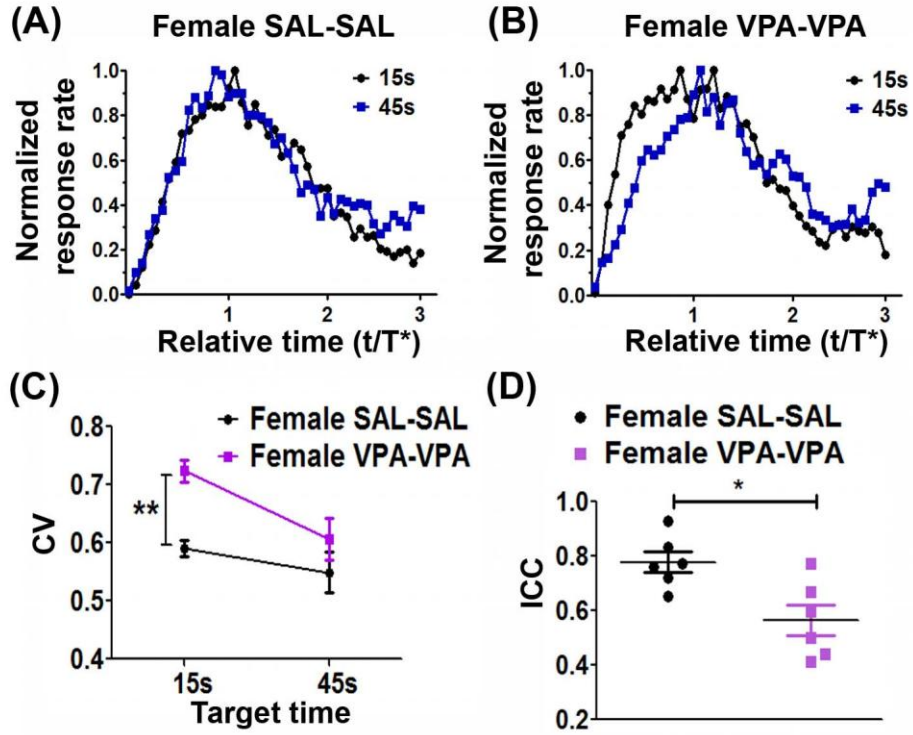 (A) Female SAL-SAL
Normalized
response rate
1.0
0.8
0.6
0.4
0.2
0.0
15s
45s
1
2
3
Relative time (t/T*)
(B) Female VPA-VPA
Normalized
response rate
1.0
0.8
0.6
0.4
0.2
0.0
15s
45s
1
2
3
Relative time (t/T*)
(C)
Female SAL-SAL
Female VPA-VPA
CV
0.8
0.7
0.6
0.5
0.4
**
15s
45s
Target time
(D)
Female SAL-SAL
Female VPA-VPA
ICC
1.0
0.8
0.6
0.4
0.2
*